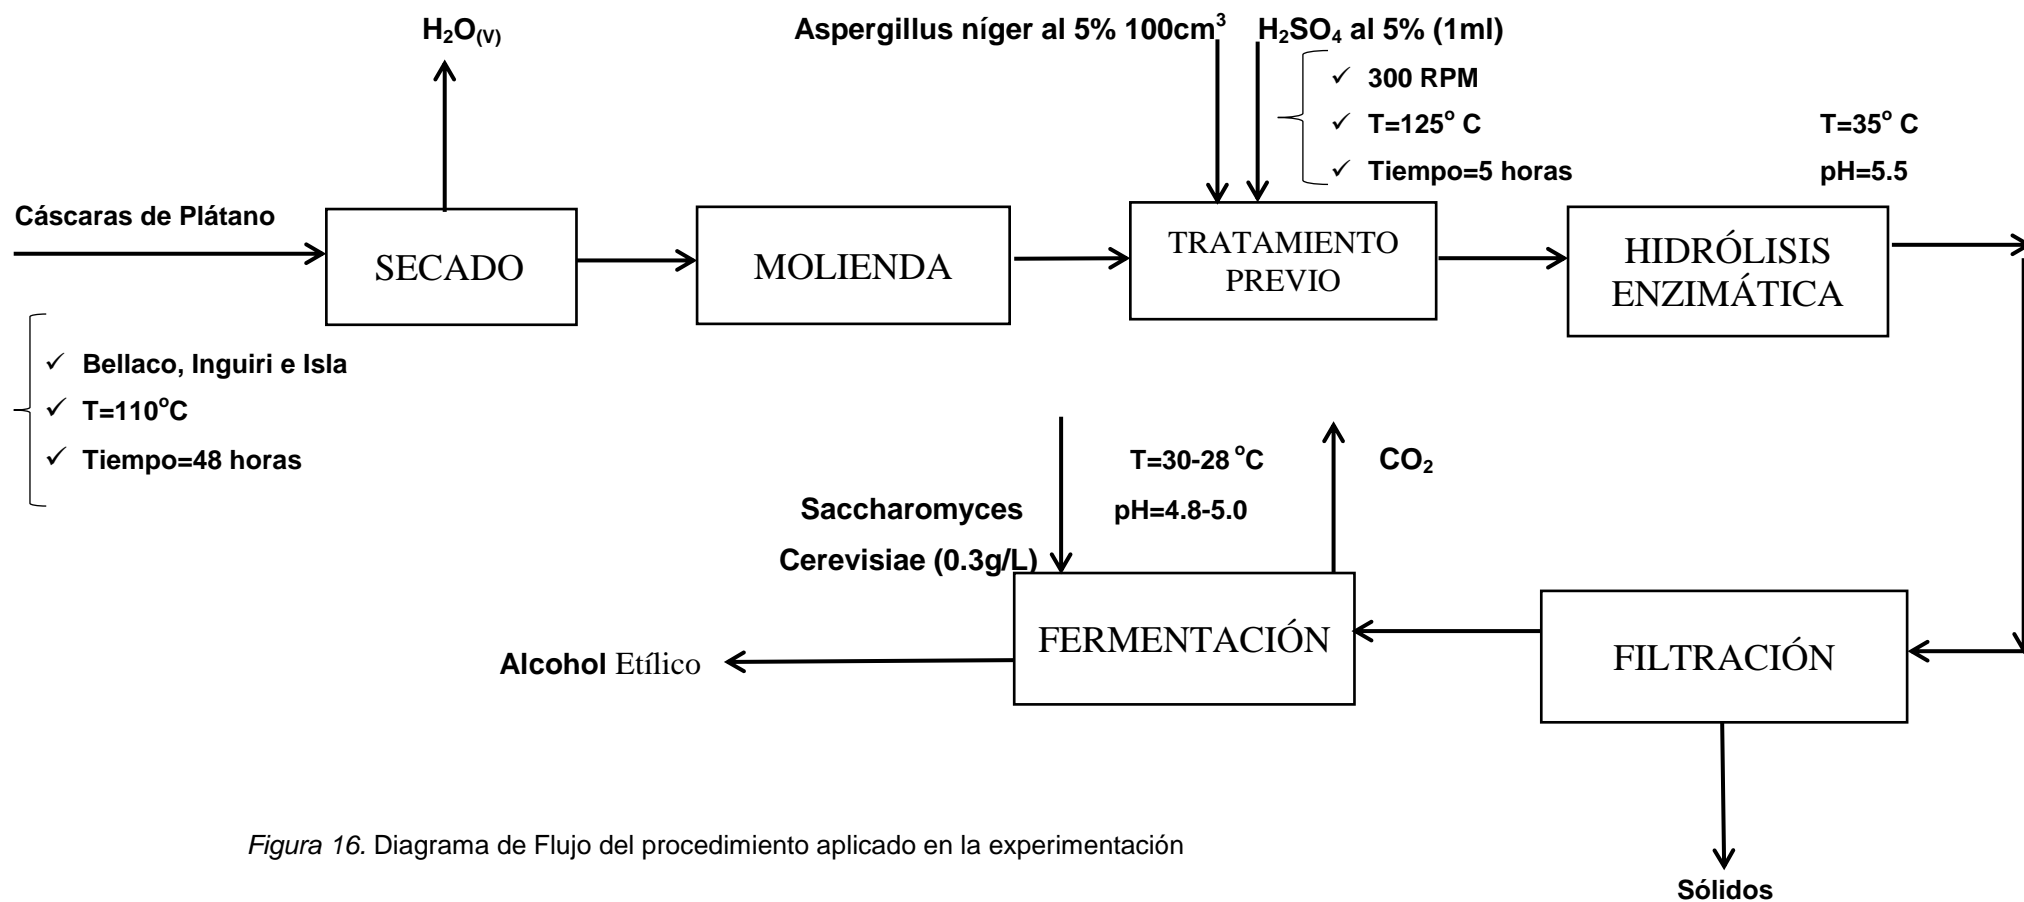 H₂O(V)
Aspergillus níger al 5% 100cm³
H₂SO₄ al 5% (1ml)
✓ 300 RPM
✓ T=125° C
✓ Tiempo=5 horas
T=35° C
pH=5.5
Cáscaras de Plátano
SECADO
MOLIENDA
TRATAMIENTO
PREVIO
HIDRÓLISIS
ENZIMÁTICA
✓ Bellaco, Inguiri e Isla
✓ T=110°C
✓ Tiempo=48 horas
T=30-28 °C
pH=4.8-5.0
CO₂
Saccharomyces
Cerevisiae (0.3g/L)
FERMENTACIÓN
FILTRACIÓN
Alcohol Etílico
Sólidos
Figura 16. Diagrama de Flujo del procedimiento aplicado en la experimentación